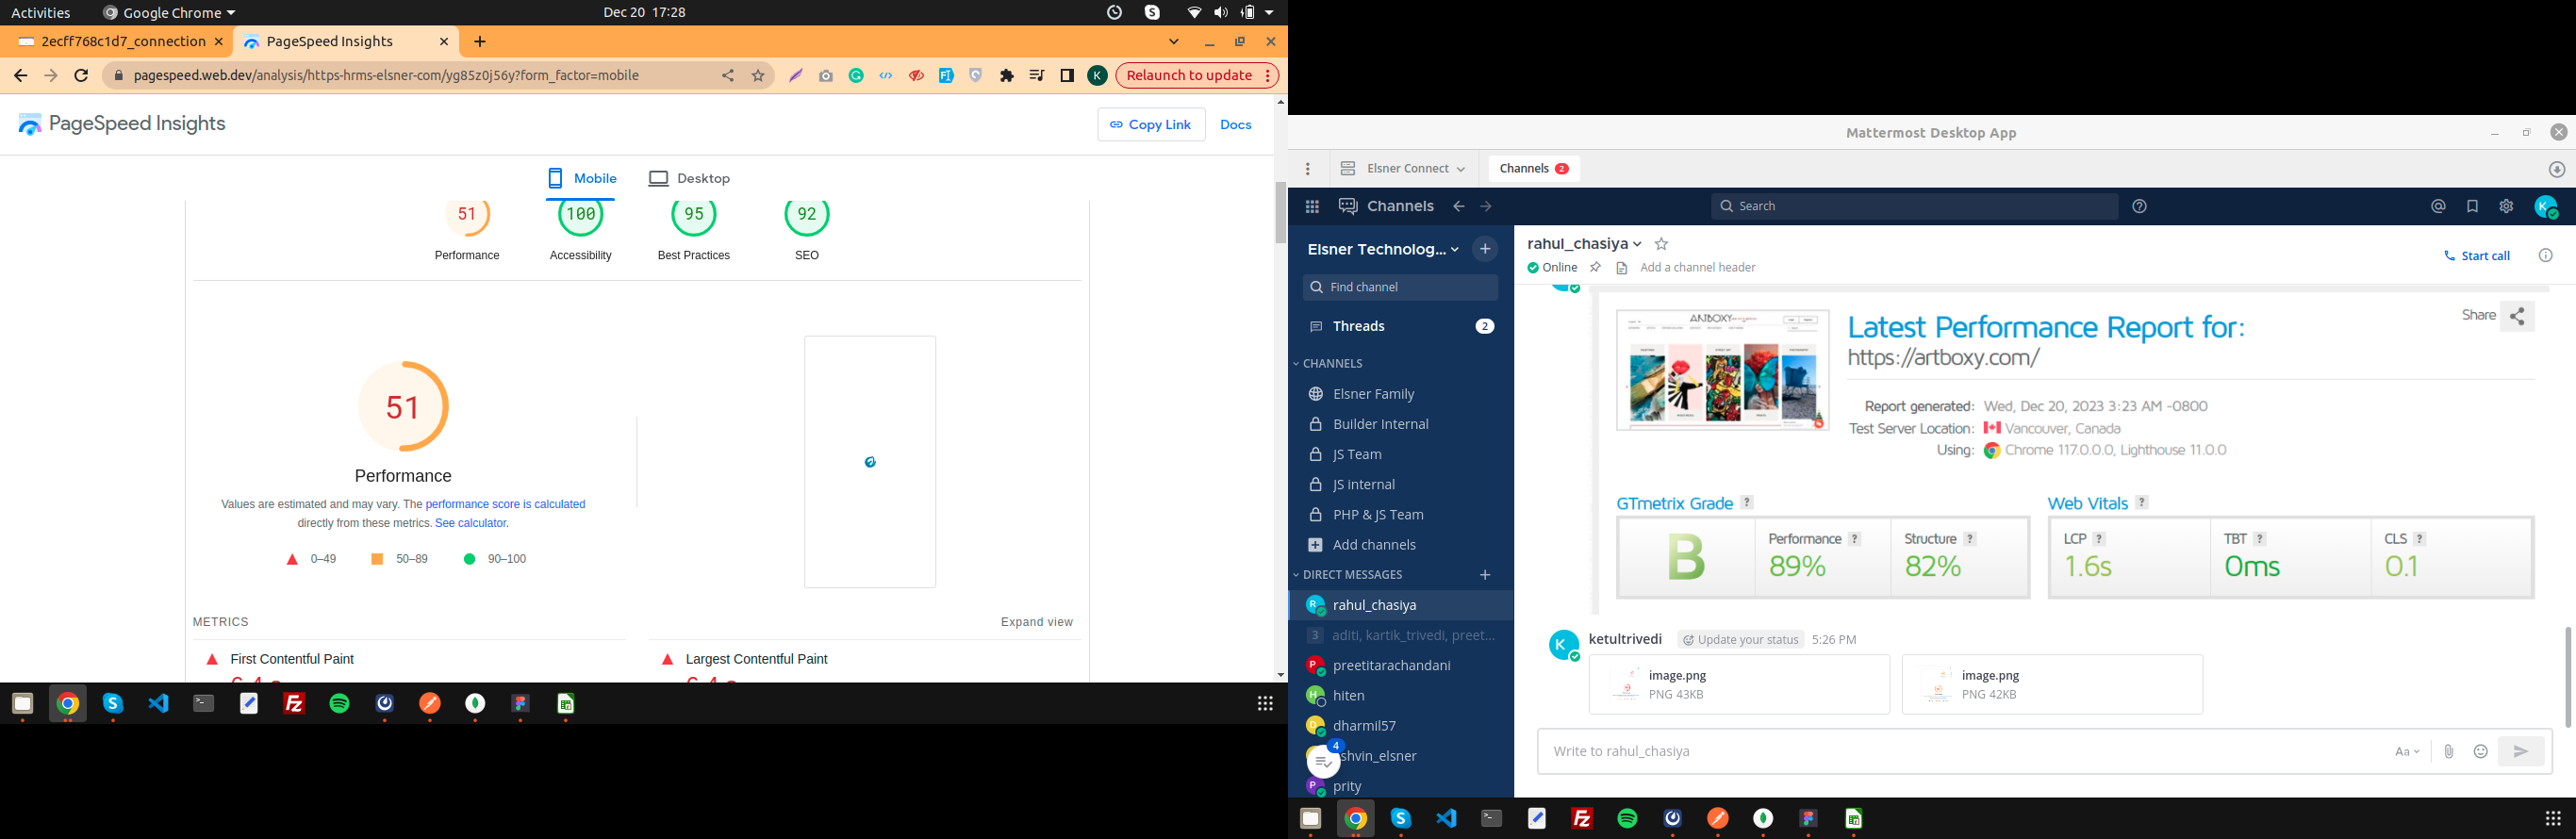 Activities
Google Chrome
Dec 20 17:28
2ecff768c1d7_connection
PageSpeed Insights
pagespeed.web.dev/analysis/https-hrms-elsner-com/yg85z0j56y?form_factor=mobile
K
Relaunch to update
PageSpeed Insights
Copy Link
Docs
Mobile
Desktop
51
100
95
92
Performance
Accessibility
Best Practices
SEO
51
Performance
Values are estimated and may vary. The performance score is calculated
directly from these metrics. See calculator.
0–49
50–89
90–100
METRICS
Expand view
First Contentful Paint
Largest Contentful Paint
Mattermost Desktop App
Elsner Connect
Channels 2
Channels
Search
K
Elsner Technolog...
Find channel
Threads
2
CHANNELS
Elsner Family
Builder Internal
JS Team
JS internal
PHP & JS Team
Add channels
DIRECT MESSAGES
R
rahul_chasiya
3 aditi, kartik_trivedi, preet...
P
preetitarachandani
H
hiten
D
dharmil57
4
shvin_elsner
P
prity
rahul_chasiya
Online
Add a channel header
Start call
ARTBOXY
Latest Performance Report for:
https://artboxy.com/
Share
Report generated: Wed, Dec 20, 2023 3:23 AM -0800
Test Server Location: Vancouver, Canada
Using: Chrome 117.0.0.0, Lighthouse 11.0.0
GTmetrix Grade ?
Web Vitals ?
B
Performance ?
89%
Structure ?
82%
LCP ?
1.6s
TBT ?
0ms
CLS ?
0.1
K
ketultrivedi
Update your status
5:26 PM
image.png
PNG 43KB
image.png
PNG 42KB
Write to rahul_chasiya
Aa